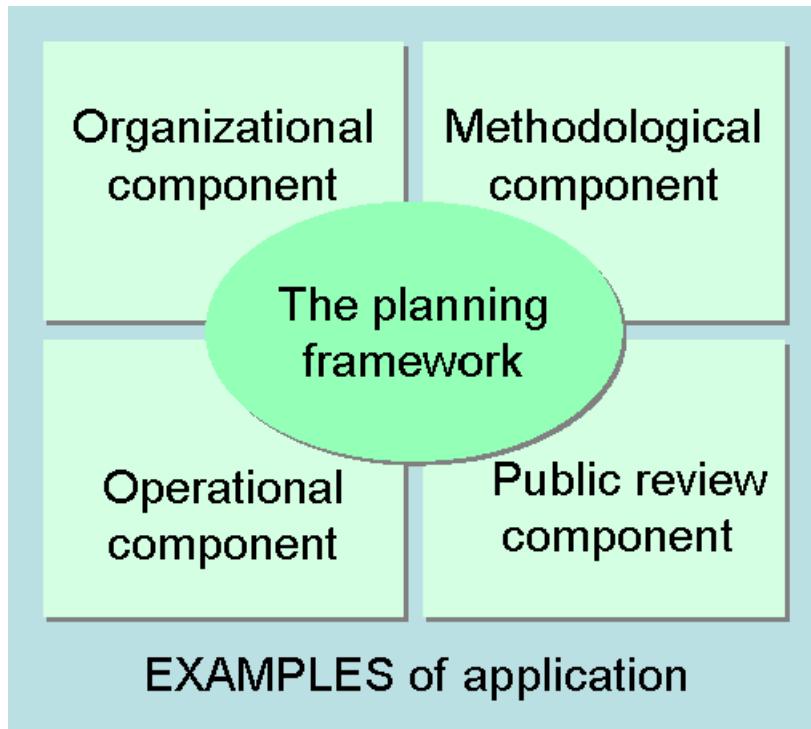 Organizational
component
Methodological
component
The planning
framework
Operational
component
Public review
component
EXAMPLES of application